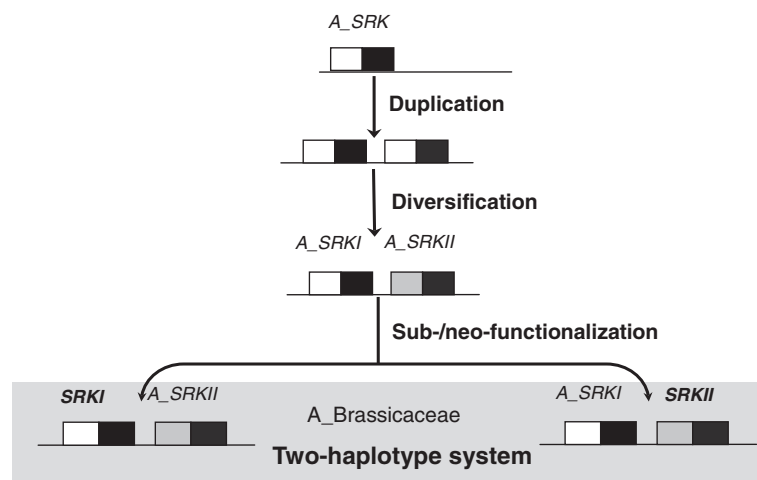 A_SRK
Duplication
Diversification
A_SRKI A_SRKII
Sub-/neo-functionalization
SRKI A_SRKII A_SRKI SRKII
A_Brassicaceae
Two-haplotype system